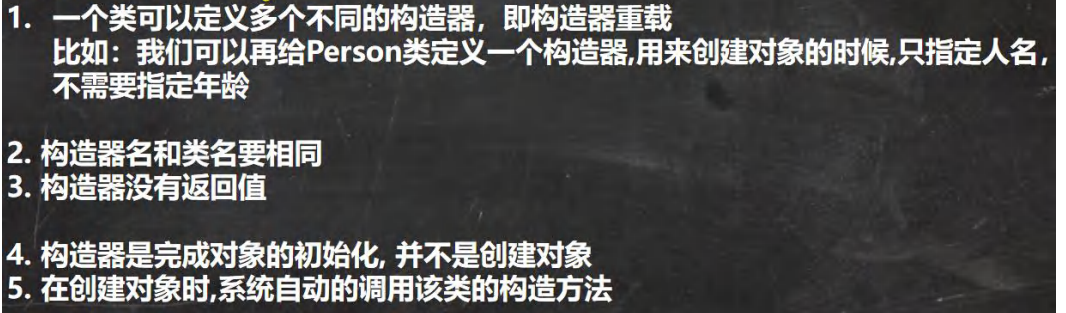 1. 一个类可以定义多个不同的构造器，即构造器重载
比如：我们可以再给Person类定义一个构造器,用来创建对象的时候,只指定人名，
不需要指定年龄
2. 构造器名和类名要相同
3. 构造器没有返回值
4. 构造器是完成对象的初始化, 并不是创建对象
5. 在创建对象时,系统自动的调用该类的构造方法